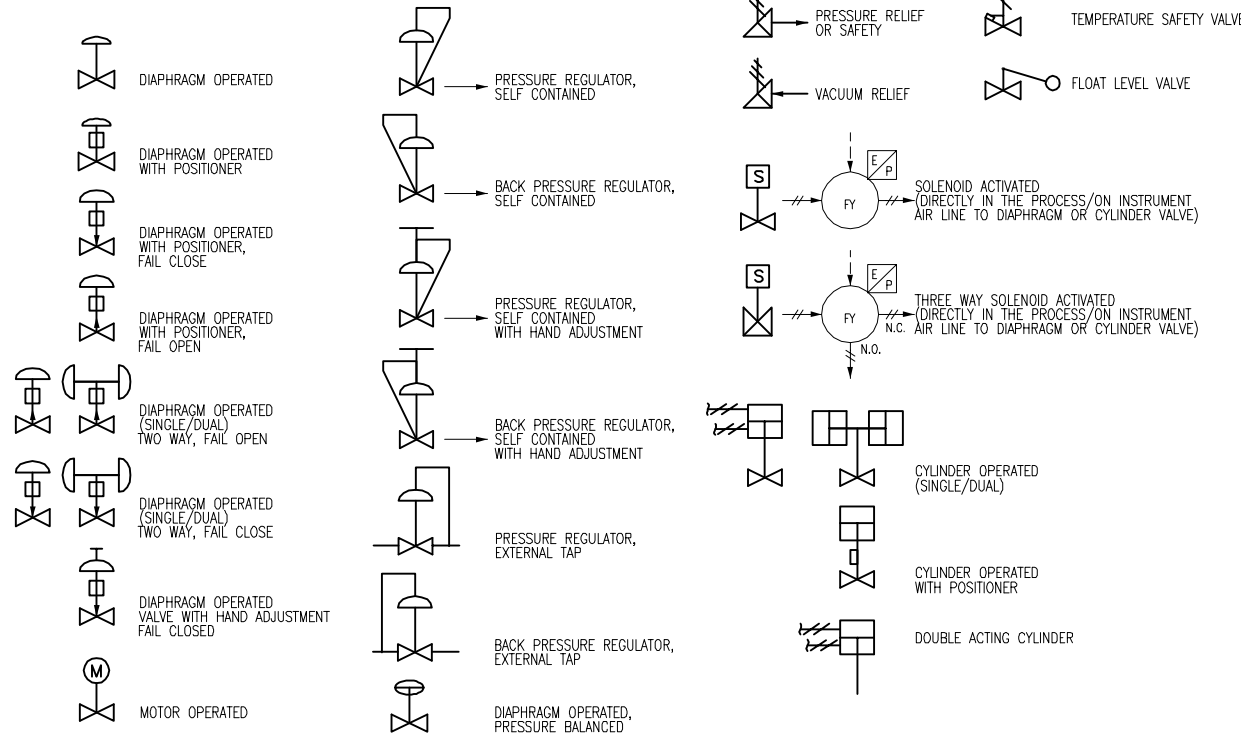 DIAPHRAGM OPERATED
DIAPHRAGM OPERATED
WITH POSITIONER
DIAPHRAGM OPERATED
WITH POSITIONER,
FAIL CLOSE
DIAPHRAGM OPERATED
WITH POSITIONER,
FAIL OPEN
DIAPHRAGM OPERATED
(SINGLE/DUAL)
TWO WAY, FAIL OPEN
DIAPHRAGM OPERATED
(SINGLE/DUAL)
TWO WAY, FAIL CLOSE
DIAPHRAGM OPERATED
VALVE WITH HAND ADJUSTMENT
FAIL CLOSED
M
MOTOR OPERATED
PRESSURE REGULATOR,
SELF CONTAINED
BACK PRESSURE REGULATOR,
SELF CONTAINED
PRESSURE REGULATOR,
SELF CONTAINED
WITH HAND ADJUSTMENT
BACK PRESSURE REGULATOR,
SELF CONTAINED
WITH HAND ADJUSTMENT
PRESSURE REGULATOR,
EXTERNAL TAP
BACK PRESSURE REGULATOR,
EXTERNAL TAP
DIAPHRAGM OPERATED,
PRESSURE BALANCED
PRESSURE RELIEF
OR SAFETY
TEMPERATURE SAFETY VALVE
VACUUM RELIEF
FLOAT LEVEL VALVE
S
E
P
FY
SOLENOID ACTIVATED
(DIRECTLY IN THE PROCESS/ON INSTRUMENT
AIR LINE TO DIAPHRAGM OR CYLINDER VALVE)
S
E
P
FY
N.C.
N.O.
THREE WAY SOLENOID ACTIVATED
(DIRECTLY IN THE PROCESS/ON INSTRUMENT
AIR LINE TO DIAPHRAGM OR CYLINDER VALVE)
CYLINDER OPERATED
(SINGLE/DUAL)
CYLINDER OPERATED
WITH POSITIONER
DOUBLE ACTING CYLINDER